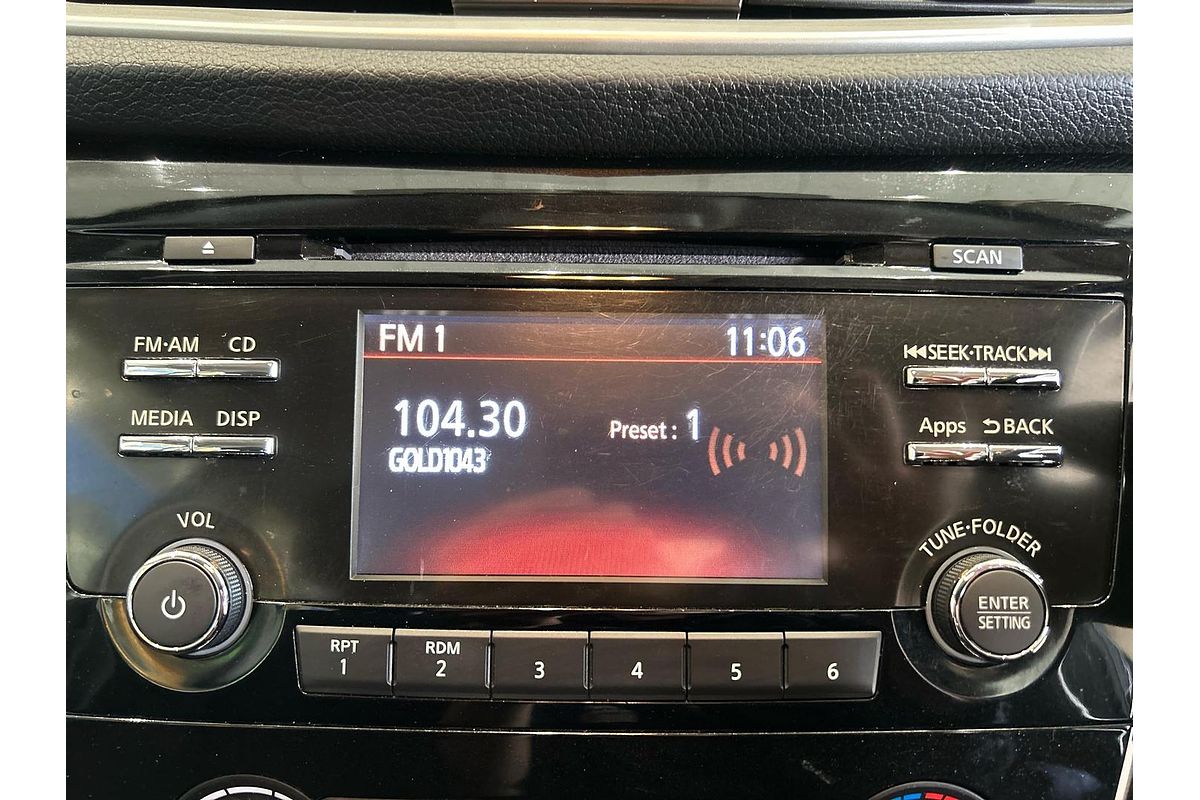 SCAN
FM·AM CD
MEDIA DISP
VOL
FM 1 11:06
104.30 Preset : 1
GOLD1043
SEEK·TRACK
Apps BACK
TUNE·FOLDER
ENTER
SETTING
RPT
1
RDM
2
3
4
5
6